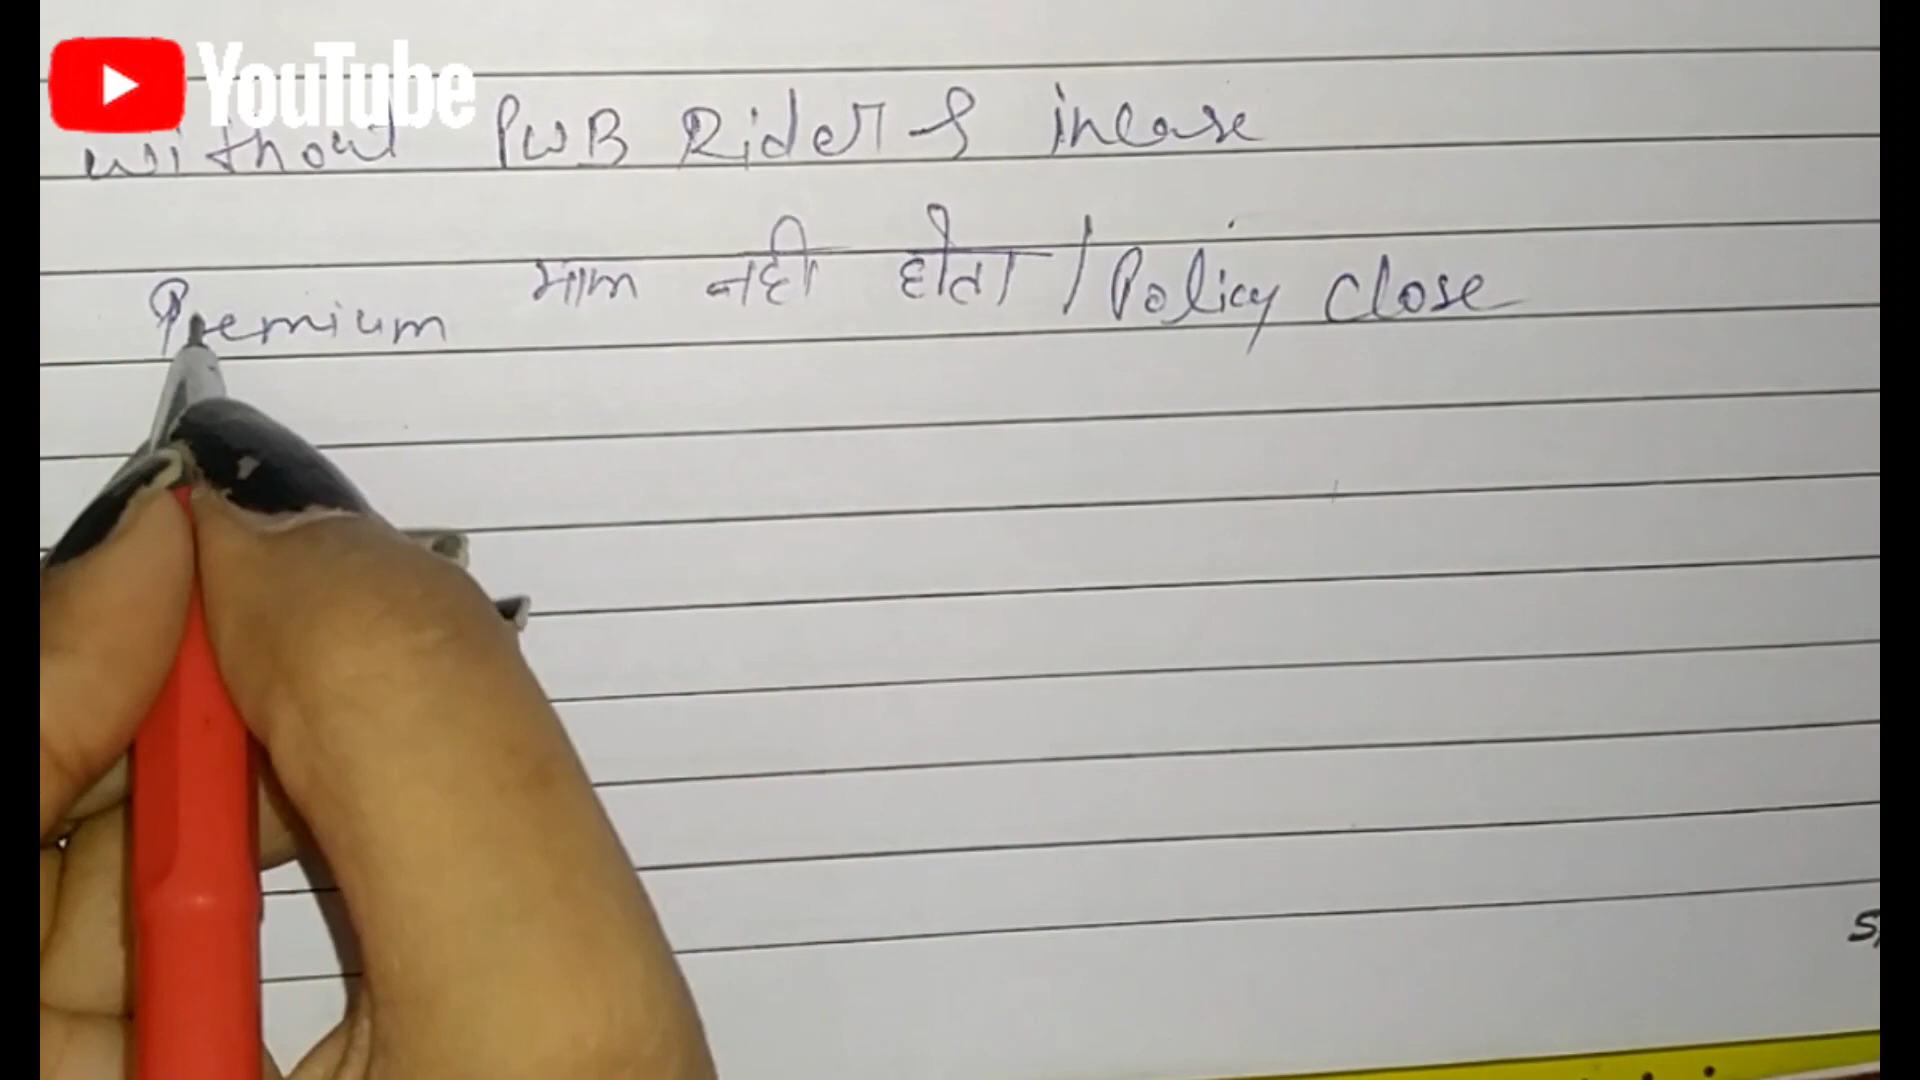 YouTube
without PWB Rider & incase
Premium माफ नही होता / Policy close